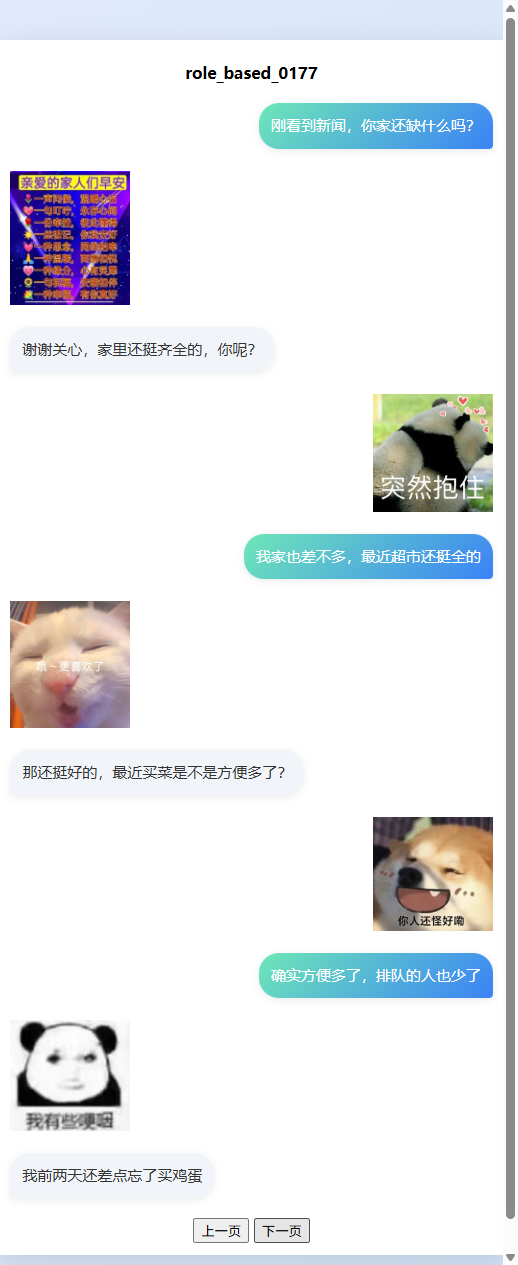 role_based_0177
刚看到新闻，你家还缺什么吗？
亲爱的家人们早安
谢谢关心，家里还挺齐全的，你呢？
突然抱住
我家也差不多，最近超市还挺全的
哦～更喜欢了
那还挺好的，最近买菜是不是方便多了？
你人还怪好嘞
确实方便多了，排队的人也少了
我有些哽咽
我前两天还差点忘了买鸡蛋
上一页 下一页